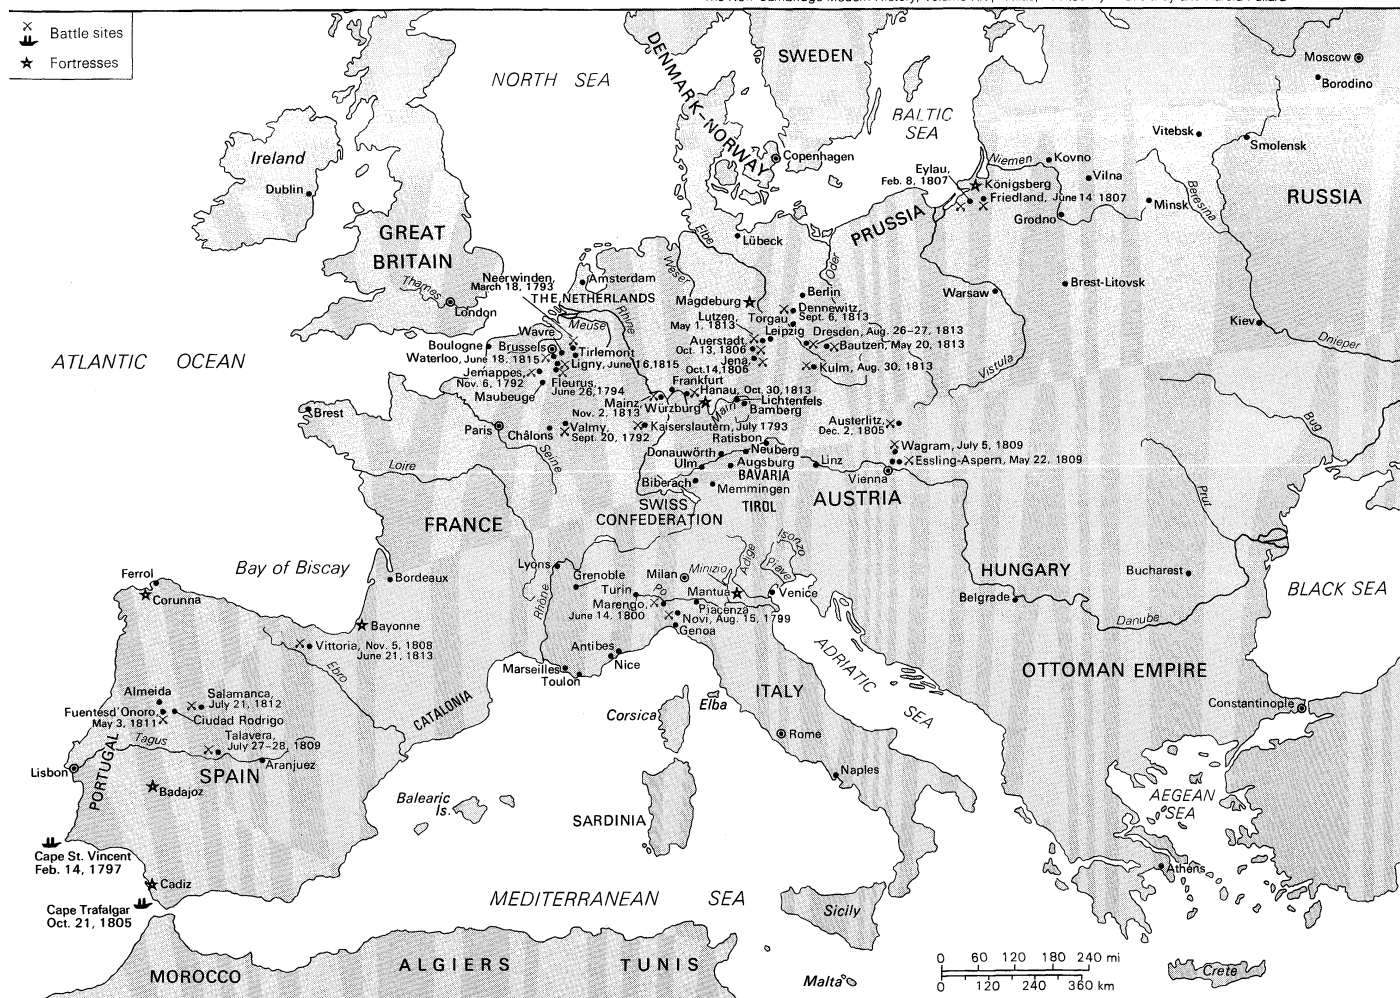 Battle sites
Fortresses
NORTH SEA
SWEDEN
DENMARK–NORWAY
BALTIC
SEA
Moscow
Borodino
Vitebsk
Smolensk
Ireland
Dublin
Copenhagen
Eylau,
Feb. 8, 1807
Niemen
Kovno
Vilna
Königsberg
Friedland, June 14 1807
Grodno
Minsk
Beresina
RUSSIA
GREAT
BRITAIN
Thames
London
PRUSSIA
Elbe
Lübeck
Weser
Oder
Neerwinden,
March 18, 1793
Amsterdam
THE NETHERLANDS
Meuse
Rhine
Magdeburg
Berlin
Dennewitz,
Sept. 6, 1813
Torgau
Lutzen,
May 1, 1813
Leipzig
Dresden, Aug. 26–27, 1813
Bautzen, May 20, 1813
Auerstadt,
Oct. 13, 1806
Jena,
Oct.14,1806
Kulm, Aug. 30, 1813
Warsaw
Brest-Litovsk
Kiev
Dnieper
Vistula
ATLANTIC OCEAN
Wavre
Boulogne
Brussels
Tirlemont
Waterloo, June 18, 1815
Ligny, June 16,1815
Jemappes,
Nov. 6, 1792
Fleurus,
June 26, 1794
Maubeuge
Frankfurt
Hanau, Oct. 30,1813
Mainz,
Nov. 2, 1813
Würzburg
Main
Lichtenfels
Bamberg
Brest
Paris
Châlons
Valmy,
Sept. 20, 1792
Kaiserslautern, July 1793
Austerlitz,
Dec. 2, 1805
Bug
Seine
Loire
Ratisbon
Neuberg
Donauwörth
Ulm
Augsburg
BAVARIA
Biberach
Memmingen
Linz
Wagram, July 5, 1809
Essling-Aspern, May 22, 1809
Vienna
AUSTRIA
Prut
SWISS
CONFEDERATION
TIROL
FRANCE
Bay of Biscay
Bordeaux
Lyons
Grenoble
Rhône
Turin
Milan
Minizio
Adige
Isonzo
Piave
Mantua
Venice
Po
Marengo,
June 14, 1800
Piacenza
Novi, Aug. 15, 1799
Genoa
HUNGARY
Bucharest
BLACK SEA
Belgrade
Danube
Ferrol
Corunna
Bayonne
Vittoria, Nov. 5, 1808
June 21, 1813
Ebro
Antibes
Nice
Marseilles
Toulon
ADRIATIC
SEA
OTTOMAN EMPIRE
Constantinople
Almeida
Salamanca,
July 21, 1812
Fuentesd'Onoro,
May 3, 1811
Ciudad Rodrigo
Tagus
Talavera,
July 27–28, 1809
CATALONIA
Corsica
Elba
ITALY
Rome
Naples
Lisbon
PORTUGAL
SPAIN
Aranjuez
Badajoz
Balearic
Is.
SARDINIA
AEGEAN
SEA
Athens
Cape St. Vincent
Feb. 14, 1797
Cadiz
Cape Trafalgar
Oct. 21, 1805
MEDITERRANEAN SEA
Sicily
MOROCCO
ALGIERS
TUNIS
Malta
Crete
0 60 120 180 240 mi
0 120 240 360 km